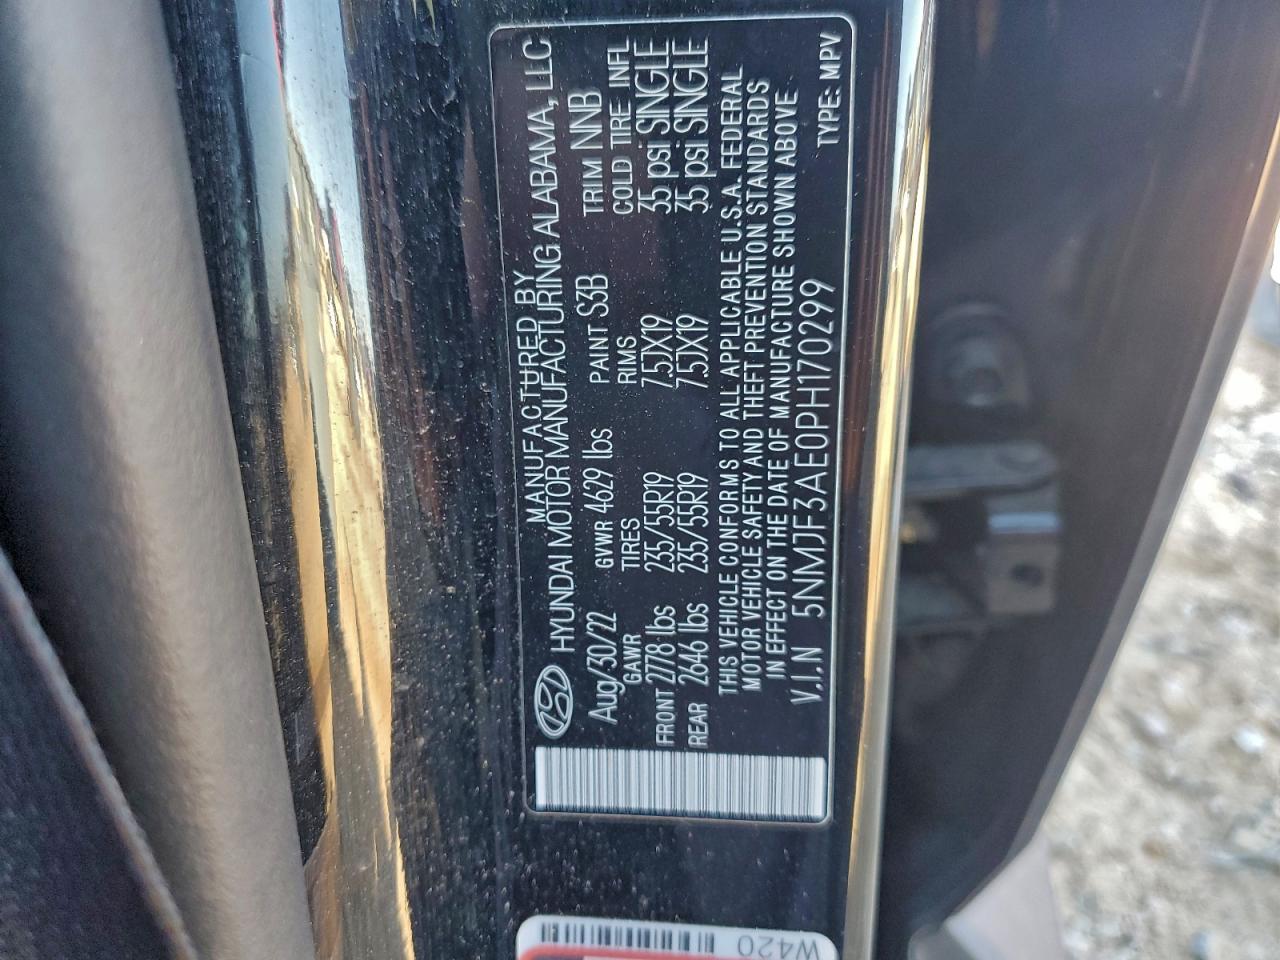 MANUFACTURED BY
HYUNDAI MOTOR MANUFACTURING ALABAMA, LLC
Aug/30/22 GVWR 4629 lbs PAINT S3B TRIM NNB
GAWR TIRES RIMS COLD TIRE INFL
FRONT 2778 lbs 235/55R19 7.5JX19 35 psi SINGLE
REAR 2646 lbs 235/55R19 7.5JX19 35 psi SINGLE
THIS VEHICLE CONFORMS TO ALL APPLICABLE U.S.A. FEDERAL
MOTOR VEHICLE SAFETY AND THEFT PREVENTION STANDARDS
IN EFFECT ON THE DATE OF MANUFACTURE SHOWN ABOVE
V.I.N 5NMJF3AE0PH170299 TYPE: MPV
W420